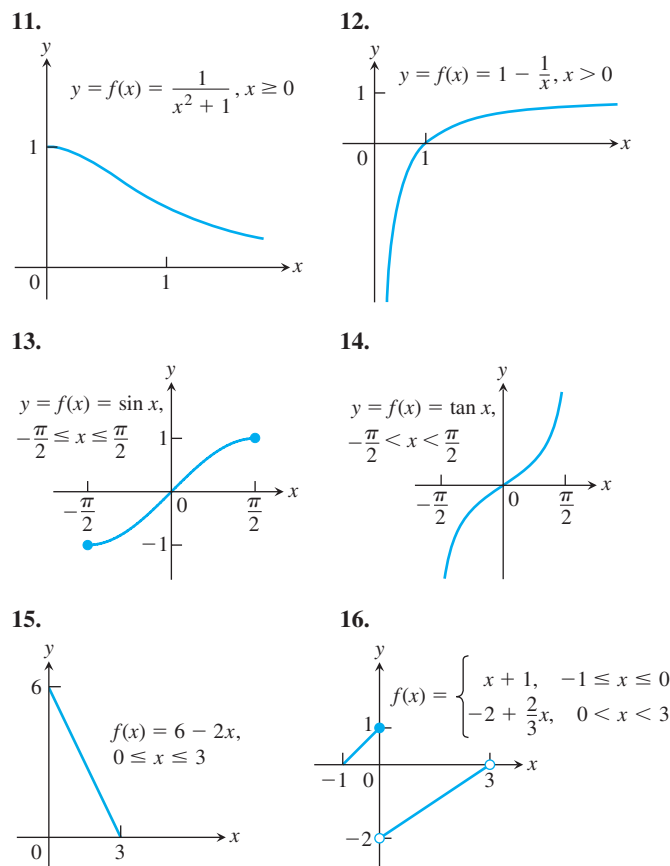 11.
y
y = f(x) = 1/(x² + 1), x ≥ 0
1
0
1
x
12.
y
y = f(x) = 1 − 1/x, x > 0
1
0
1
x
13.
y
y = f(x) = sin x,
−π/2 ≤ x ≤ π/2
1
−π/2
0
π/2
x
−1
14.
y
y = f(x) = tan x,
−π/2 < x < π/2
−π/2
0
π/2
x
15.
y
6
f(x) = 6 − 2x,
0 ≤ x ≤ 3
0
3
x
16.
y
f(x) = { x + 1, −1 ≤ x ≤ 0
−2 + 2/3 x, 0 < x < 3
1
−1
0
3
x
−2